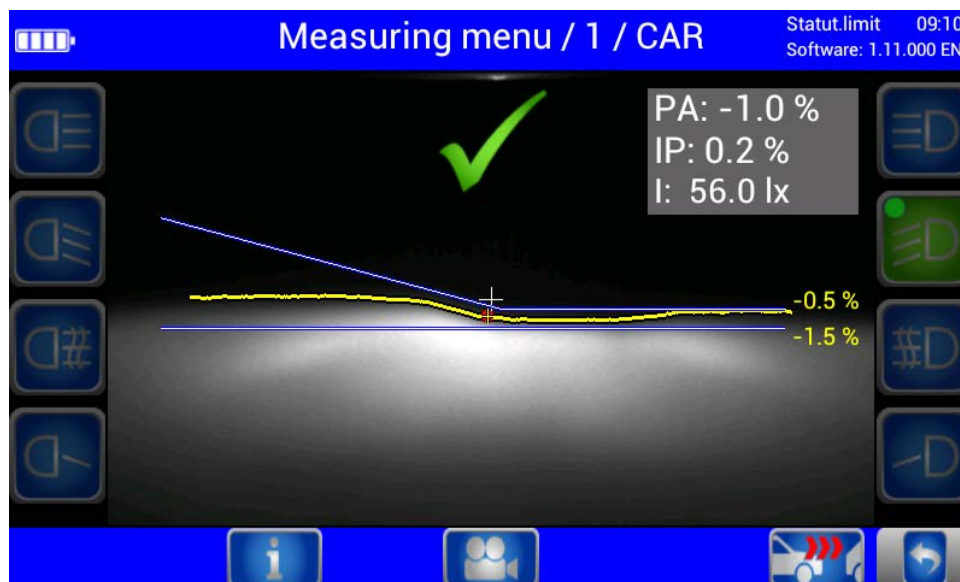 Measuring menu / 1 / CAR
Statut.limit 09:10
Software: 1.11.000 EN
PA: -1.0 %
IP: 0.2 %
I: 56.0 lx
-0.5 %
-1.5 %
i